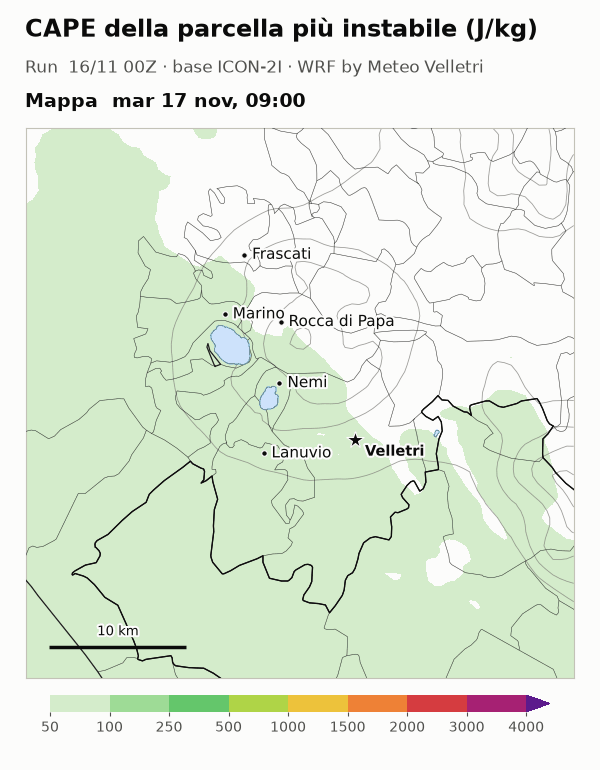 CAPE della parcella più instabile (J/kg)
Run  16/11 00Z · base ICON-2I · WRF by Meteo Velletri
Mappa  mar 17 nov, 09:00
Frascati
Marino
Rocca di Papa
Nemi
Velletri
Lanuvio
10 km
50 100 250 500 1000 1500 2000 3000 4000